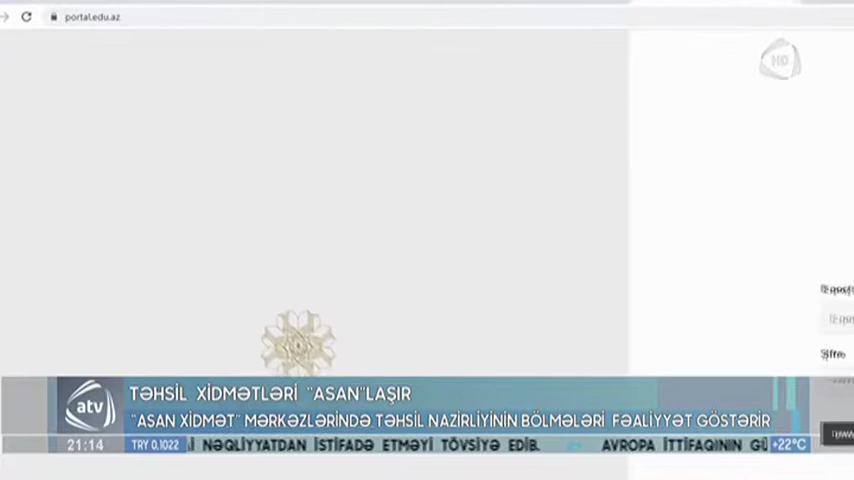 portal.edu.az
HD
Şifrə
TƏHSİL XİDMƏTLƏRİ "ASAN"LAŞIR
"ASAN XİDMƏT" MƏRKƏZLƏRİNDƏ TƏHSİL NAZİRLİYİNİN BÖLMƏLƏRİ FƏALİYYƏT GÖSTƏRİR
atv
21:14 TRY 0,1022 NƏQLİYYATDAN İSTİFADƏ ETMƏYİ TÖVSİYƏ EDİB. AVROPA İTTİFAQININ +22°C